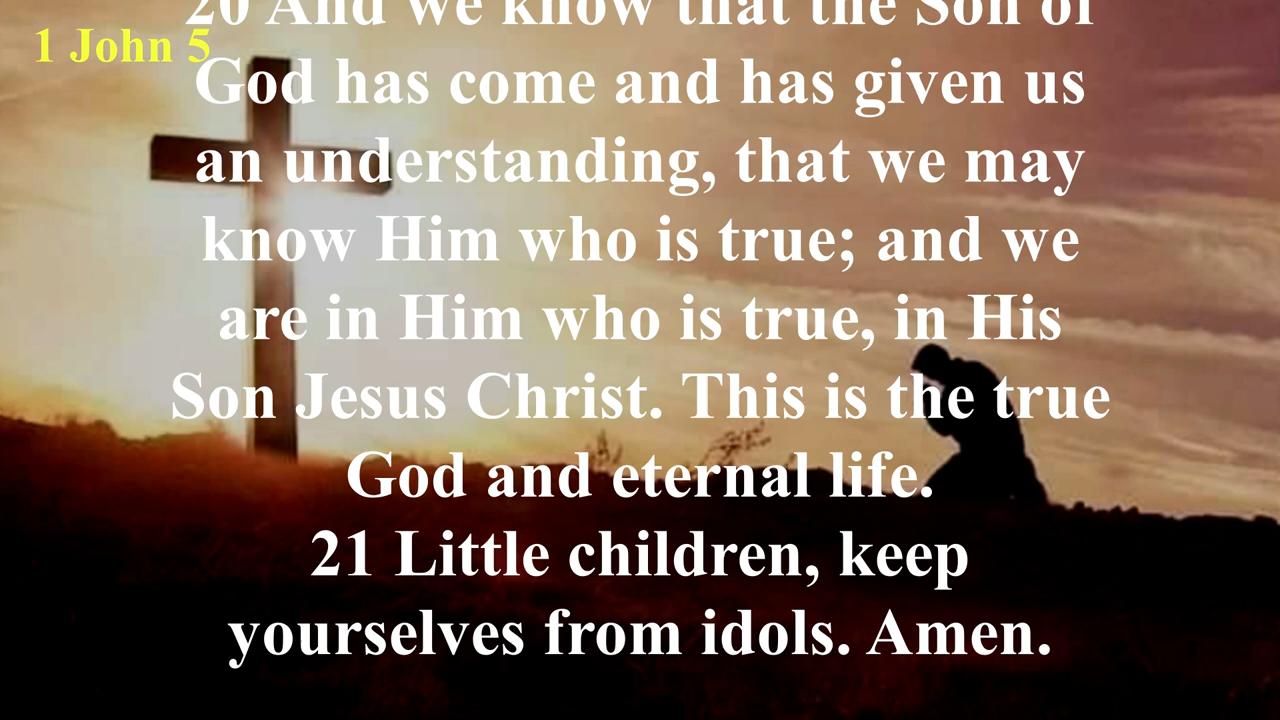 20 And we know that the Son of
1 John 5
God has come and has given us
an understanding, that we may
know Him who is true; and we
are in Him who is true, in His
Son Jesus Christ. This is the true
God and eternal life.
21 Little children, keep
yourselves from idols. Amen.